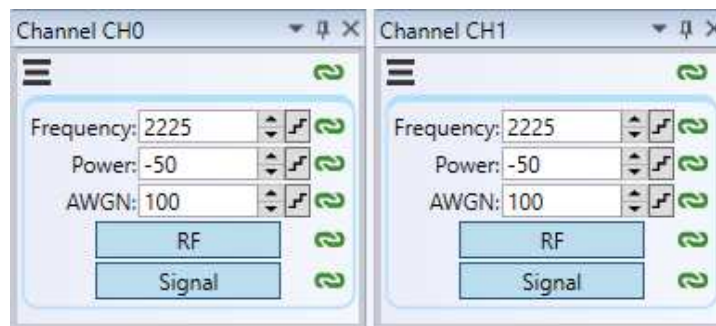 Channel CH0
Frequency: 2225
Power: -50
AWGN: 100
RF
Signal
Channel CH1
Frequency: 2225
Power: -50
AWGN: 100
RF
Signal